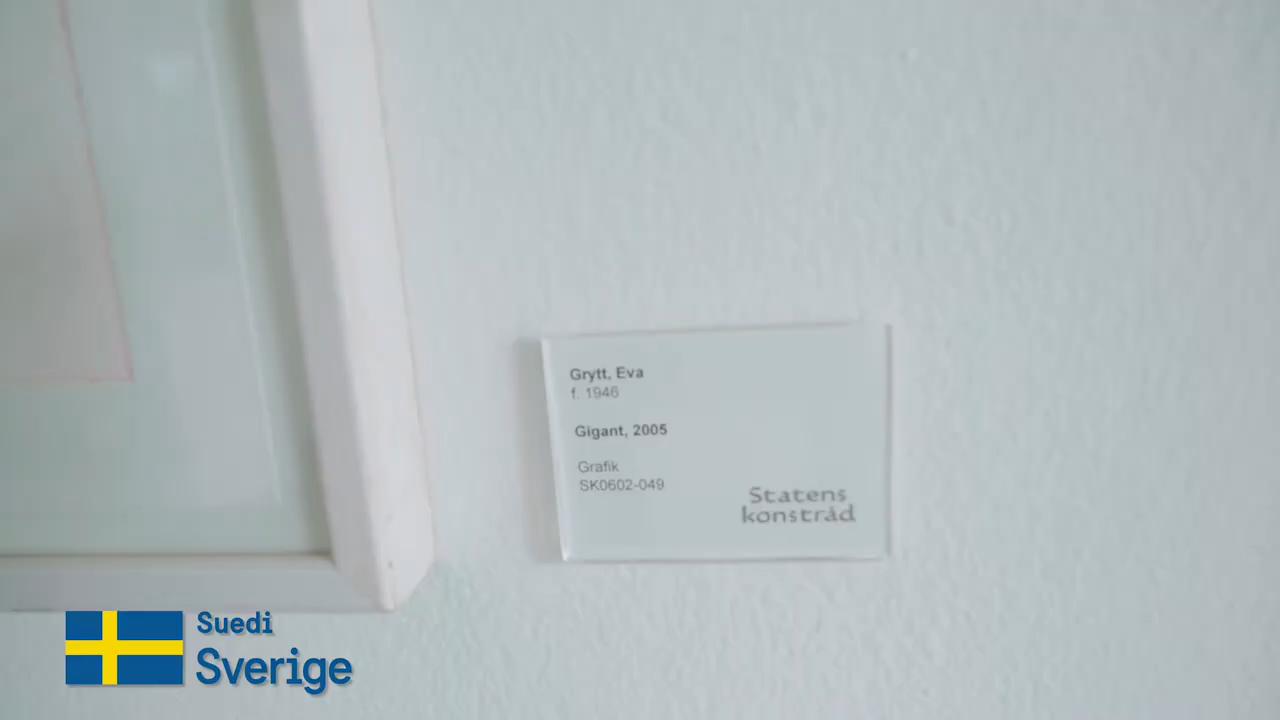 Grytt, Eva
f. 1946
Gigant, 2005
Grafik
SK0602-049
Statens
konstråd
Suedi
Sverige